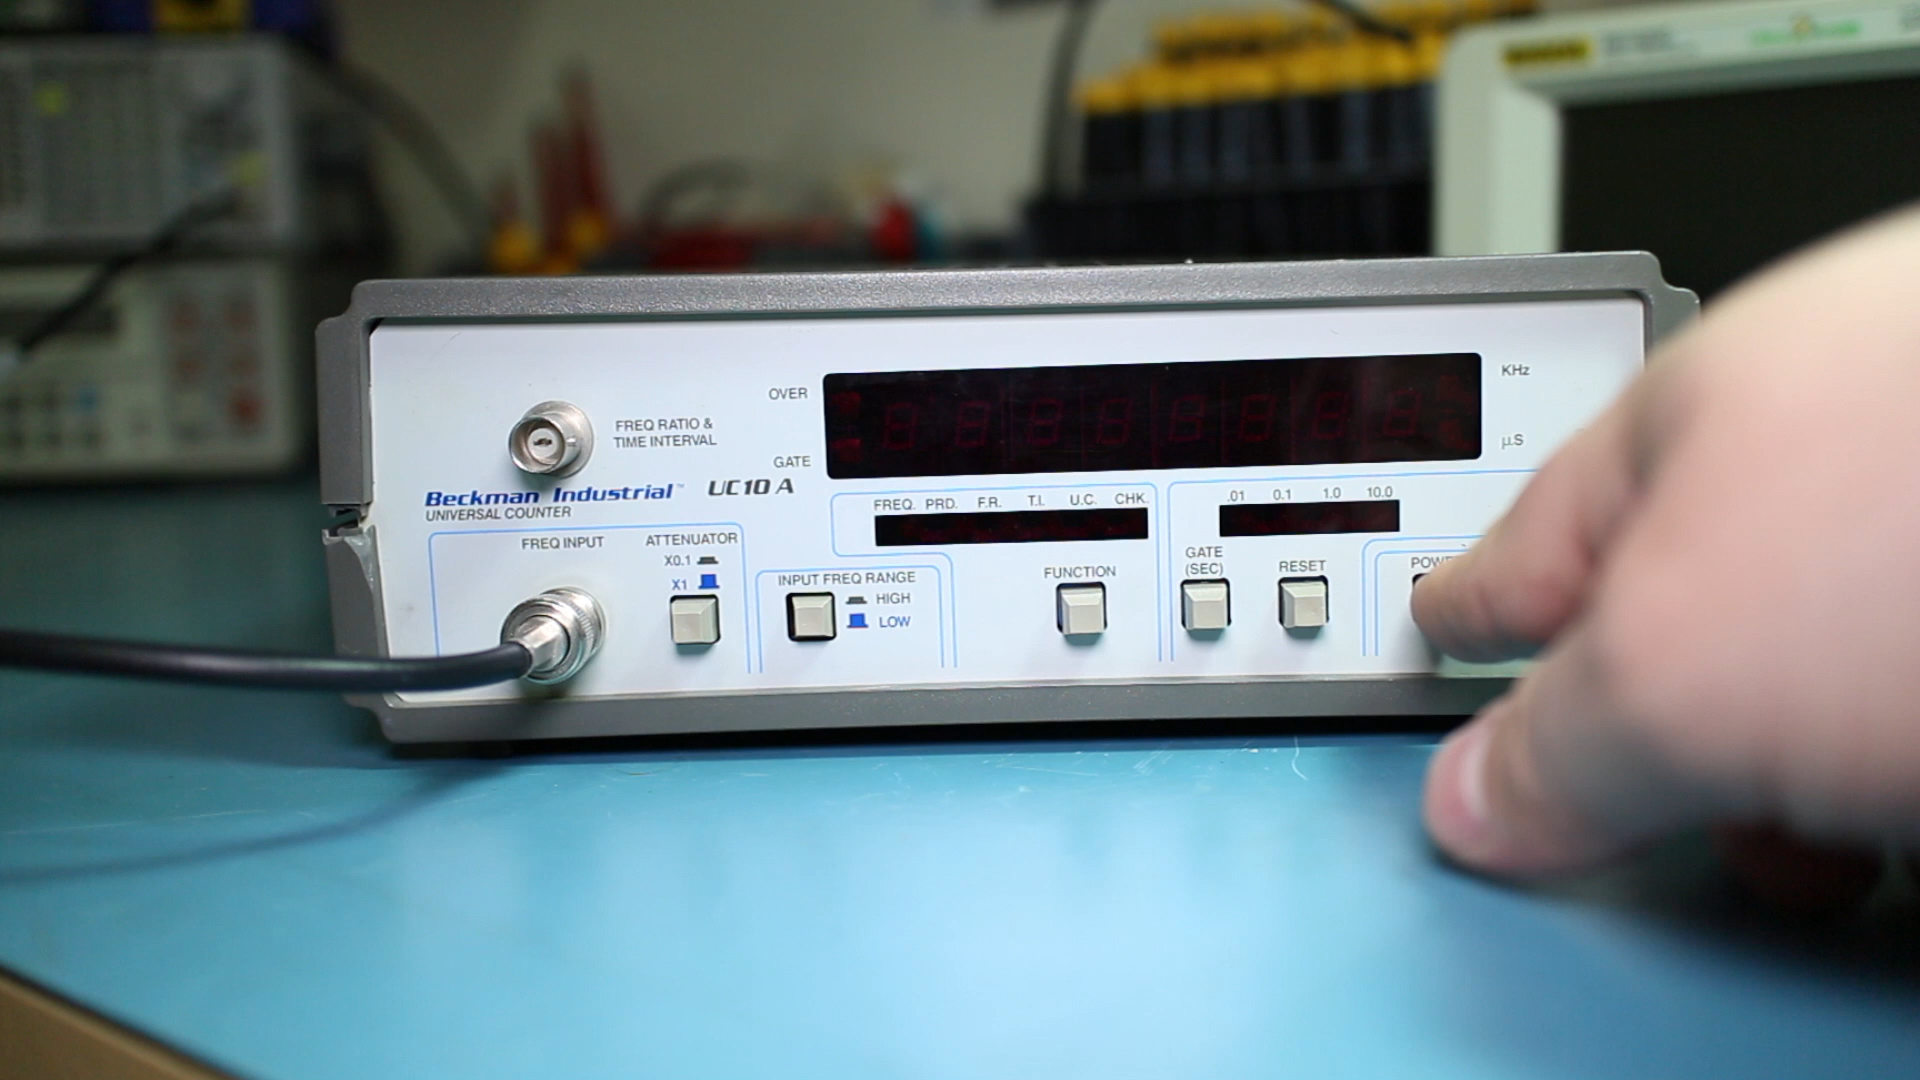 OVER
KHz
FREQ RATIO &
TIME INTERVAL
GATE
µS
Beckman Industrial™ UC10 A
UNIVERSAL COUNTER
FREQ. PRD. F.R. T.I. U.C. CHK.
.01 0.1 1.0 10.0
FREQ INPUT
ATTENUATOR
X0.1
X1
INPUT FREQ RANGE
HIGH
LOW
FUNCTION
GATE
(SEC)
RESET